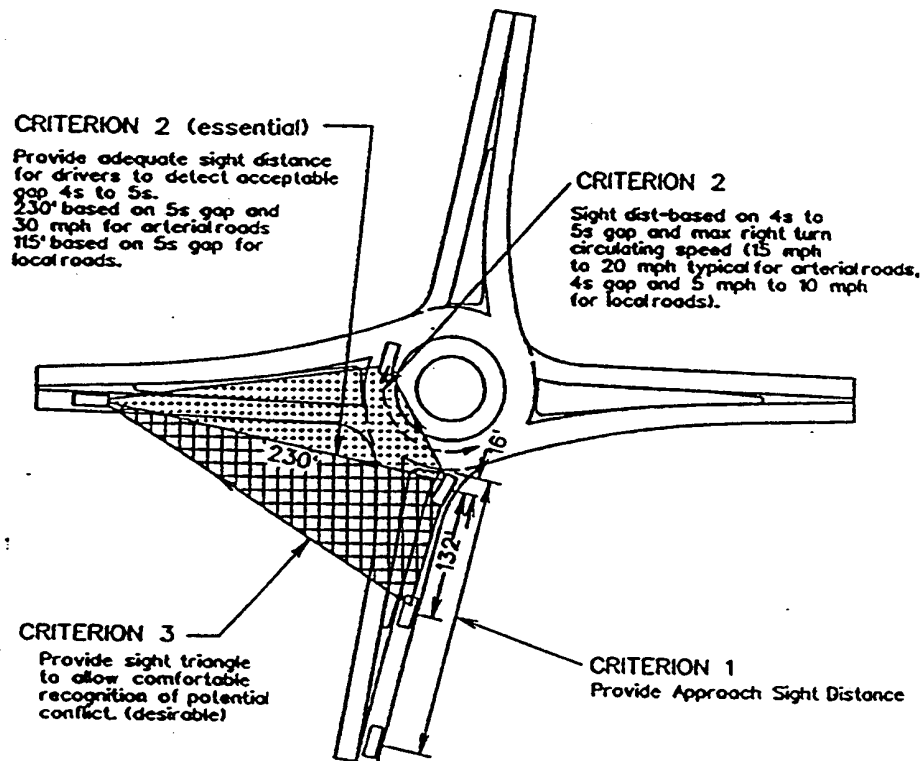 CRITERION 2 (essential)
Provide adequate sight distance
for drivers to detect acceptable
gap 4s to 5s.
230' based on 5s gap and
30 mph for arterial roads
115' based on 5s gap for
local roads.
CRITERION 2
Sight dist-based on 4s to
5s gap and max right turn
circulating speed (15 mph
to 20 mph typical for arterial roads,
4s gap and 5 mph to 10 mph
for local roads).
16'
230'
132'
CRITERION 3
Provide sight triangle
to allow comfortable
recognition of potential
conflict. (desirable)
CRITERION 1
Provide Approach Sight Distance